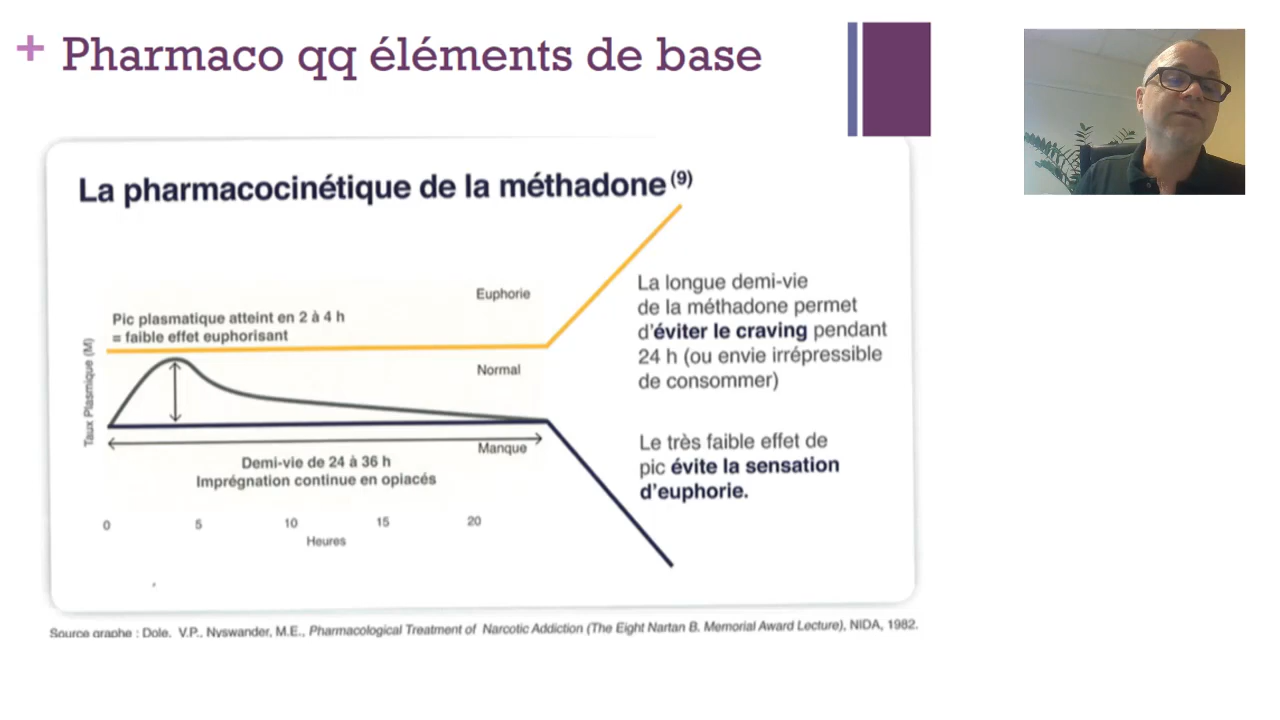 + Pharmaco qq éléments de base
La pharmacocinétique de la méthadone (9)
Euphorie
Pic plasmatique atteint en 2 à 4 h
= faible effet euphorisant
Normal
Taux Plasmique (M)
Manque
Demi-vie de 24 à 36 h
Imprégnation continue en opiacés
0 5 10 15 20
Heures
La longue demi-vie
de la méthadone permet
d'éviter le craving pendant
24 h (ou envie irrépressible
de consommer)
Le très faible effet de
pic évite la sensation
d'euphorie.
Source graphe : Dole, V.P., Nyswander, M.E., Pharmacological Treatment of Narcotic Addiction (The Eight Nartan B. Memorial Award Lecture), NIDA, 1982.